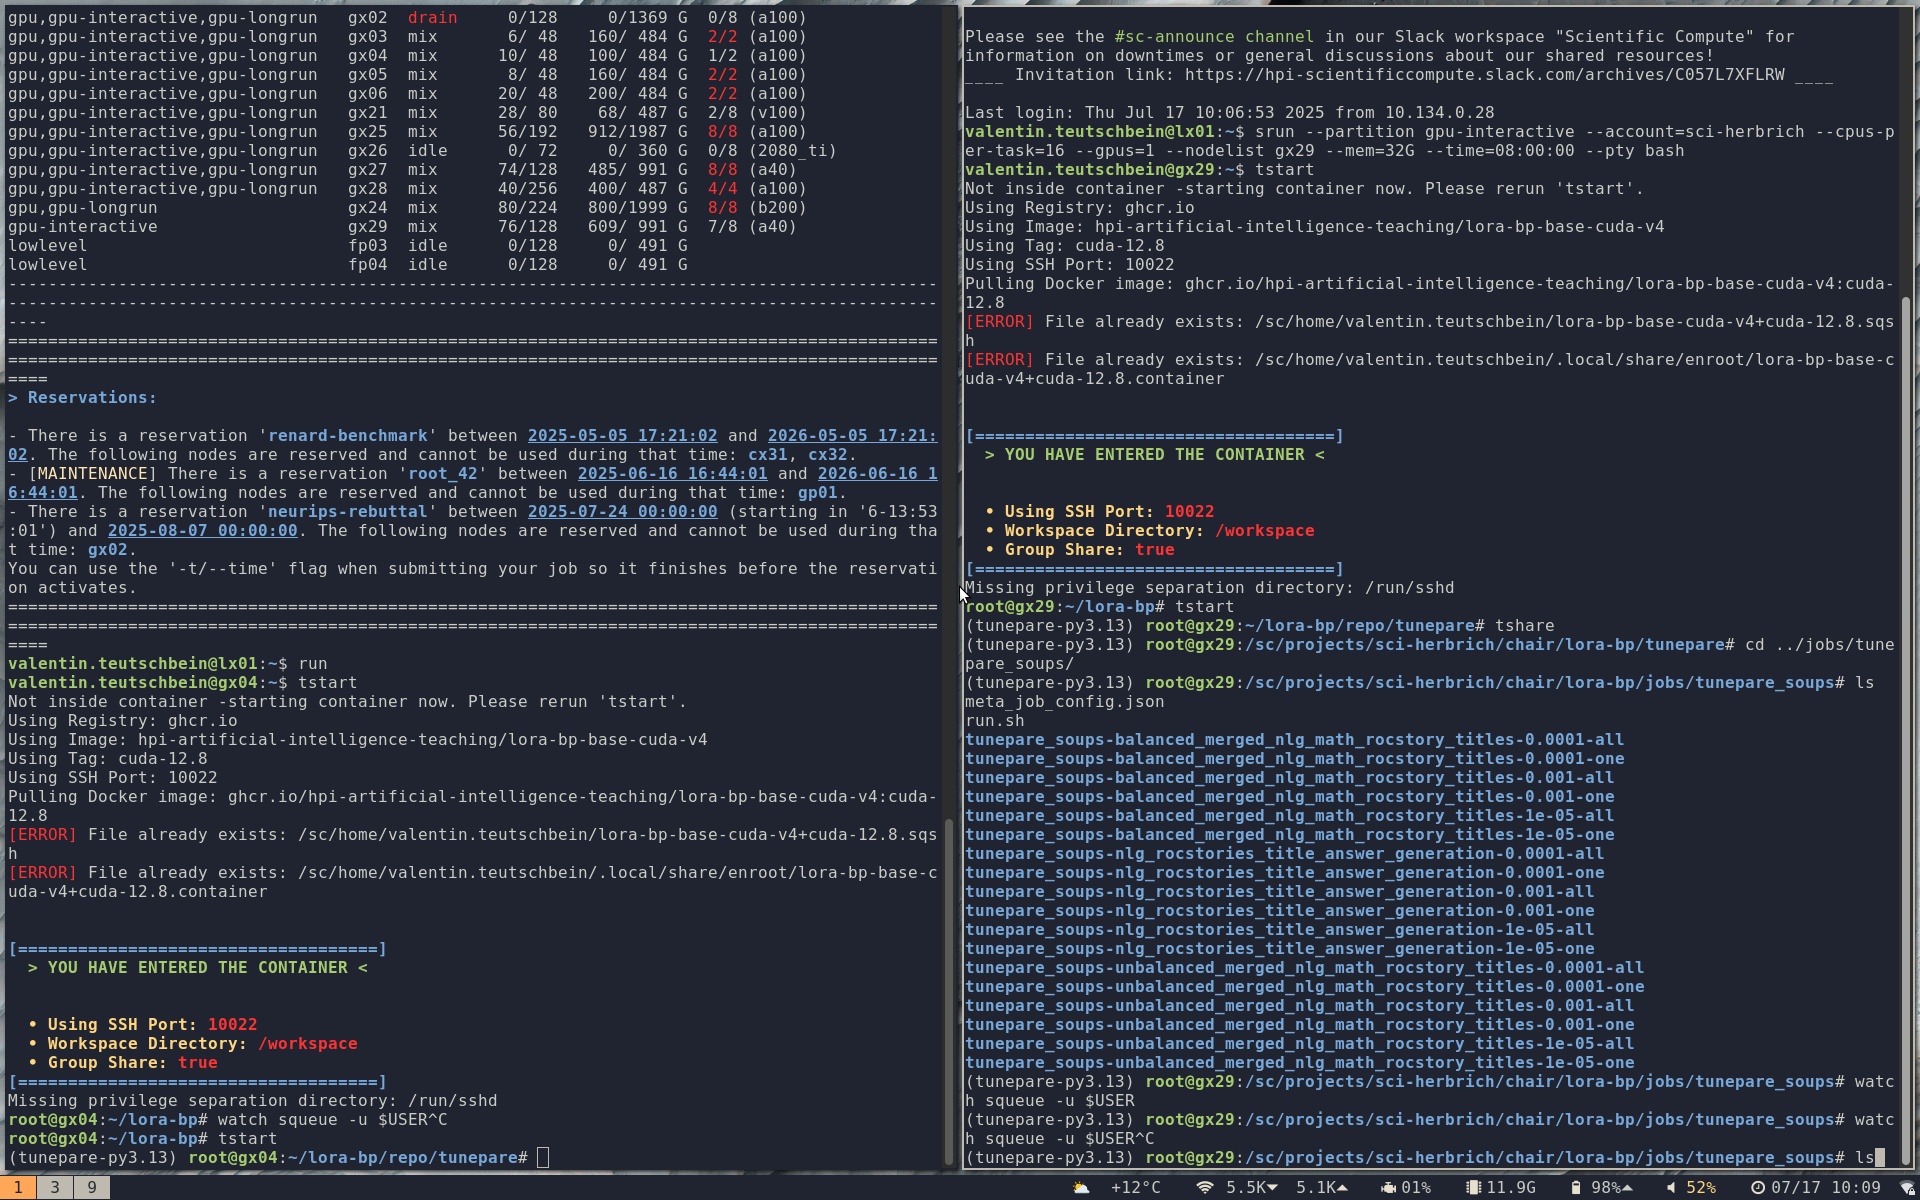 gpu,gpu-interactive,gpu-longrun   gx02  drain     0/128     0/1369 G  0/8 (a100)
gpu,gpu-interactive,gpu-longrun   gx03  mix       6/ 48   160/ 484 G  2/2 (a100)
gpu,gpu-interactive,gpu-longrun   gx04  mix      10/ 48   100/ 484 G  1/2 (a100)
gpu,gpu-interactive,gpu-longrun   gx05  mix       8/ 48   160/ 484 G  2/2 (a100)
gpu,gpu-interactive,gpu-longrun   gx06  mix      20/ 48   200/ 484 G  2/2 (a100)
gpu,gpu-interactive,gpu-longrun   gx21  mix      28/ 80    68/ 487 G  2/8 (v100)
gpu,gpu-interactive,gpu-longrun   gx25  mix      56/192   912/1987 G  8/8 (a100)
gpu,gpu-interactive,gpu-longrun   gx26  idle      0/ 72     0/ 360 G  0/8 (2080_ti)
gpu,gpu-interactive,gpu-longrun   gx27  mix      74/128   485/ 991 G  8/8 (a40)
gpu,gpu-interactive,gpu-longrun   gx28  mix      40/256   400/ 487 G  4/4 (a100)
gpu,gpu-longrun                   gx24  mix      80/224   800/1999 G  8/8 (b200)
gpu-interactive                   gx29  mix      76/128   609/ 991 G  7/8 (a40)
lowlevel                          fp03  idle      0/128     0/ 491 G
lowlevel                          fp04  idle      0/128     0/ 491 G
---------------------------------------------------------------------------------------------
---------------------------------------------------------------------------------------------
----
=============================================================================================
=============================================================================================
====
> Reservations:
- There is a reservation 'renard-benchmark' between 2025-05-05 17:21:02 and 2026-05-05 17:21:
02. The following nodes are reserved and cannot be used during that time: cx31, cx32.
- [MAINTENANCE] There is a reservation 'root_42' between 2025-06-16 16:44:01 and 2026-06-16 1
6:44:01. The following nodes are reserved and cannot be used during that time: gp01.
- There is a reservation 'neurips-rebuttal' between 2025-07-24 00:00:00 (starting in '6-13:53
:01') and 2025-08-07 00:00:00. The following nodes are reserved and cannot be used during tha
t time: gx02.
You can use the '-t/--time' flag when submitting your job so it finishes before the reservati
on activates.
=============================================================================================
=============================================================================================
====
valentin.teutschbein@lx01:~$ run
valentin.teutschbein@gx04:~$ tstart
Not inside container -starting container now. Please rerun 'tstart'.
Using Registry: ghcr.io
Using Image: hpi-artificial-intelligence-teaching/lora-bp-base-cuda-v4
Using Tag: cuda-12.8
Using SSH Port: 10022
Pulling Docker image: ghcr.io/hpi-artificial-intelligence-teaching/lora-bp-base-cuda-v4:cuda-
12.8
[ERROR] File already exists: /sc/home/valentin.teutschbein/lora-bp-base-cuda-v4+cuda-12.8.sqs
h
[ERROR] File already exists: /sc/home/valentin.teutschbein/.local/share/enroot/lora-bp-base-c
uda-v4+cuda-12.8.container
[====================================]
> YOU HAVE ENTERED THE CONTAINER <
• Using SSH Port: 10022
• Workspace Directory: /workspace
• Group Share: true
[====================================]
Missing privilege separation directory: /run/sshd
root@gx04:~/lora-bp# watch squeue -u $USER^C
root@gx04:~/lora-bp# tstart
(tunepare-py3.13) root@gx04:~/lora-bp/repo/tunepare#
Please see the #sc-announce channel in our Slack workspace "Scientific Compute" for
information on downtimes or general discussions about our shared resources!
____ Invitation link: https://hpi-scientificcompute.slack.com/archives/C057L7XFLRW ____
Last login: Thu Jul 17 10:06:53 2025 from 10.134.0.28
valentin.teutschbein@lx01:~$ srun --partition gpu-interactive --account=sci-herbrich --cpus-p
er-task=16 --gpus=1 --nodelist gx29 --mem=32G --time=08:00:00 --pty bash
valentin.teutschbein@gx29:~$ tstart
Not inside container -starting container now. Please rerun 'tstart'.
Using Registry: ghcr.io
Using Image: hpi-artificial-intelligence-teaching/lora-bp-base-cuda-v4
Using Tag: cuda-12.8
Using SSH Port: 10022
Pulling Docker image: ghcr.io/hpi-artificial-intelligence-teaching/lora-bp-base-cuda-v4:cuda-
12.8
[ERROR] File already exists: /sc/home/valentin.teutschbein/lora-bp-base-cuda-v4+cuda-12.8.sqs
h
[ERROR] File already exists: /sc/home/valentin.teutschbein/.local/share/enroot/lora-bp-base-c
uda-v4+cuda-12.8.container
[====================================]
> YOU HAVE ENTERED THE CONTAINER <
• Using SSH Port: 10022
• Workspace Directory: /workspace
• Group Share: true
[====================================]
Missing privilege separation directory: /run/sshd
root@gx29:~/lora-bp# tstart
(tunepare-py3.13) root@gx29:~/lora-bp/repo/tunepare# tshare
(tunepare-py3.13) root@gx29:/sc/projects/sci-herbrich/chair/lora-bp/tunepare# cd ../jobs/tune
pare_soups/
(tunepare-py3.13) root@gx29:/sc/projects/sci-herbrich/chair/lora-bp/jobs/tunepare_soups# ls
meta_job_config.json
run.sh
tunepare_soups-balanced_merged_nlg_math_rocstory_titles-0.0001-all
tunepare_soups-balanced_merged_nlg_math_rocstory_titles-0.0001-one
tunepare_soups-balanced_merged_nlg_math_rocstory_titles-0.001-all
tunepare_soups-balanced_merged_nlg_math_rocstory_titles-0.001-one
tunepare_soups-balanced_merged_nlg_math_rocstory_titles-1e-05-all
tunepare_soups-balanced_merged_nlg_math_rocstory_titles-1e-05-one
tunepare_soups-nlg_rocstories_title_answer_generation-0.0001-all
tunepare_soups-nlg_rocstories_title_answer_generation-0.0001-one
tunepare_soups-nlg_rocstories_title_answer_generation-0.001-all
tunepare_soups-nlg_rocstories_title_answer_generation-0.001-one
tunepare_soups-nlg_rocstories_title_answer_generation-1e-05-all
tunepare_soups-nlg_rocstories_title_answer_generation-1e-05-one
tunepare_soups-unbalanced_merged_nlg_math_rocstory_titles-0.0001-all
tunepare_soups-unbalanced_merged_nlg_math_rocstory_titles-0.0001-one
tunepare_soups-unbalanced_merged_nlg_math_rocstory_titles-0.001-all
tunepare_soups-unbalanced_merged_nlg_math_rocstory_titles-0.001-one
tunepare_soups-unbalanced_merged_nlg_math_rocstory_titles-1e-05-all
tunepare_soups-unbalanced_merged_nlg_math_rocstory_titles-1e-05-one
(tunepare-py3.13) root@gx29:/sc/projects/sci-herbrich/chair/lora-bp/jobs/tunepare_soups# watc
h squeue -u $USER
(tunepare-py3.13) root@gx29:/sc/projects/sci-herbrich/chair/lora-bp/jobs/tunepare_soups# watc
h squeue -u $USER^C
(tunepare-py3.13) root@gx29:/sc/projects/sci-herbrich/chair/lora-bp/jobs/tunepare_soups# ls
1 3 9 +12°C 5.5K 5.1K 01% 11.9G 98% 52% 07/17 10:09